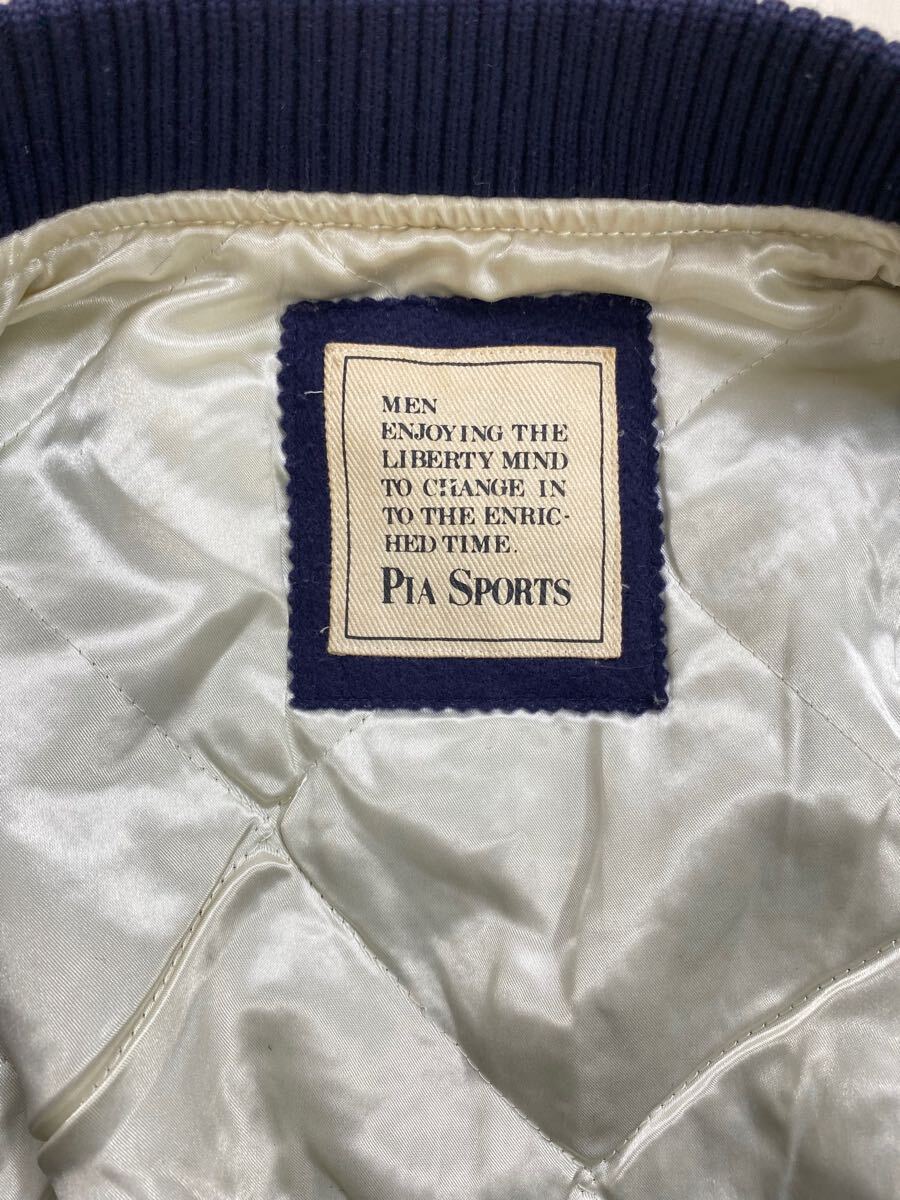 MEN
ENJOYING THE
LIBERTY MIND
TO CHANGE IN
TO THE ENRIC-
HED TIME.
PIA SPORTS